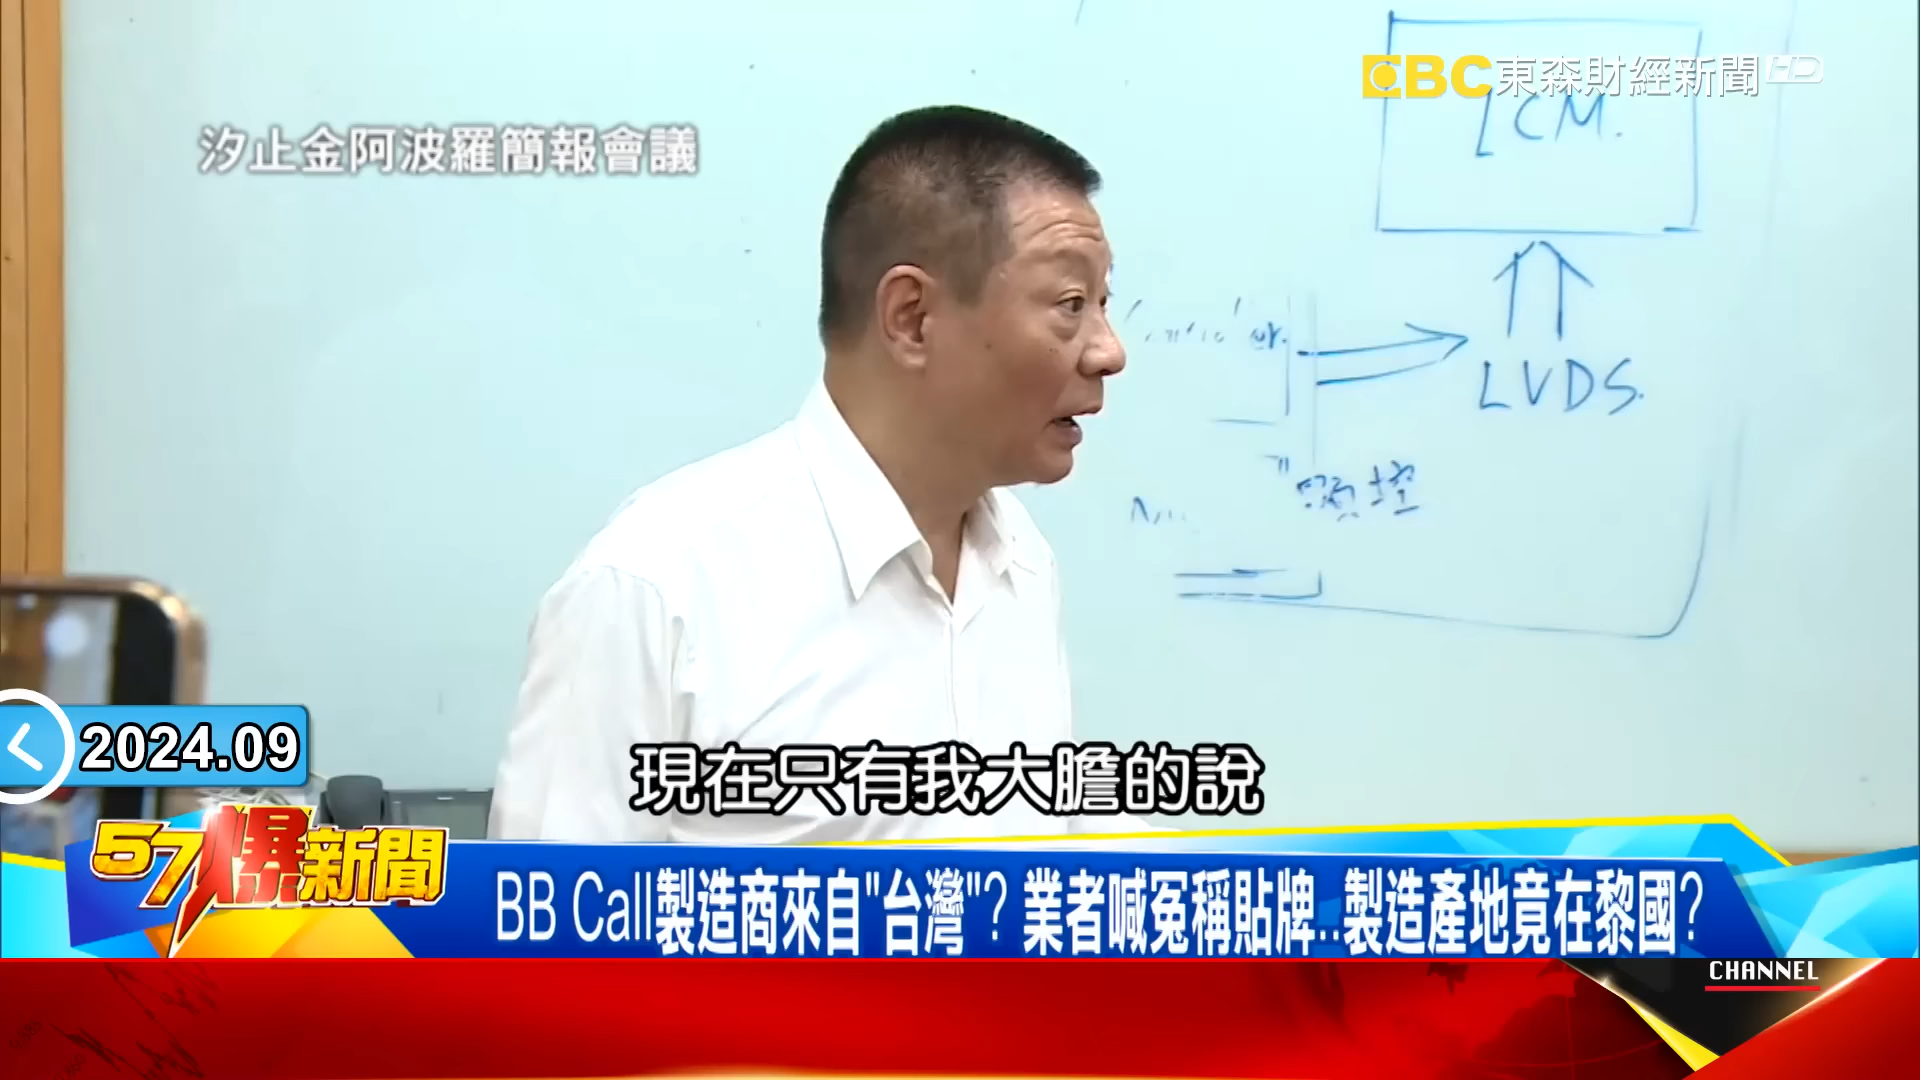 EBC 東森財經新聞 HD
汐止金阿波羅簡報會議
LCM.
LVDS.
2024.09
現在只有我大膽的說
57爆新聞
BB Call製造商來自"台灣"? 業者喊冤稱貼牌..製造產地竟在黎國?
CHANNEL